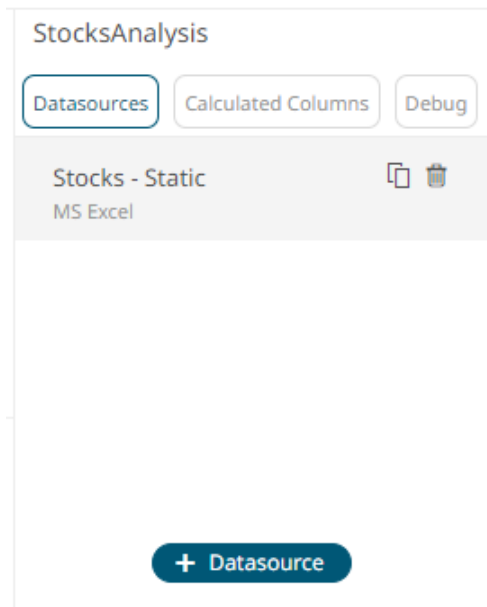 StocksAnalysis
Datasources Calculated Columns Debug
Stocks - Static
MS Excel
+ Datasource